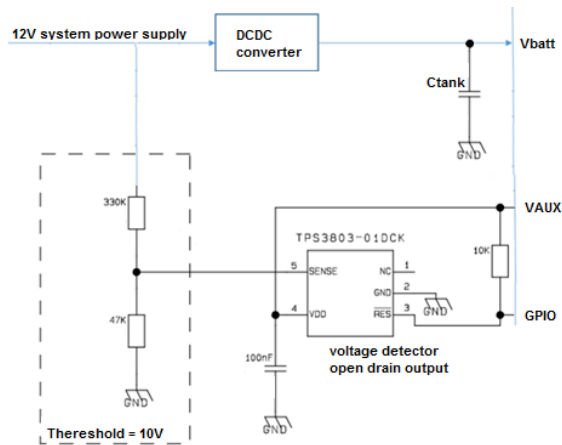 12V system power supply
DCDC
converter
Vbatt
Ctank
GND
330K
VAUX
TPS3803-01DCK
10K
5
SENSE
NC
1
GND
2
GND
4
VDD
RES
3
GPIO
47K
voltage detector
open drain output
100nF
GND
GND
Thereshold = 10V